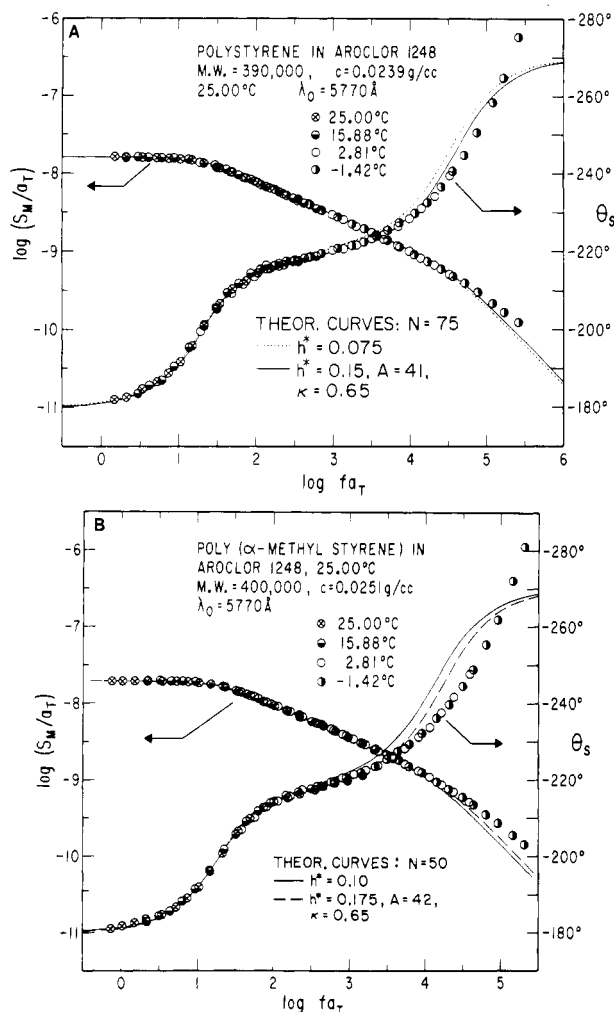 A
POLYSTYRENE IN AROCLOR 1248
M.W. = 390,000, c=0.0239g/cc
25.00°C λ₀ = 5770Å
⊗ 25.00°C
◒ 15.88°C
○ 2.81°C
◑ -1.42°C
log (S_M/a_T)
-6
-7
-8
-9
-10
-11
-280°
-260°
-240°
-220°
-200°
-180°
θ_S
THEOR. CURVES: N = 75
h* = 0.075
h* = 0.15, A = 41,
κ = 0.65
0 1 2 3 4 5 6
log fa_T
B
POLY (α-METHYL STYRENE) IN
AROCLOR 1248, 25.00°C
M.W. = 400,000, c=0.0251g/cc
λ₀ = 5770Å
⊗ 25.00°C
◒ 15.88°C
○ 2.81°C
◑ -1.42°C
log (S_M/a_T)
-6
-7
-8
-9
-10
-11
-280°
-260°
-240°
-220°
-200°
-180°
θ_S
THEOR. CURVES: N=50
h* = 0.10
h* = 0.175, A = 42,
κ = 0.65
0 1 2 3 4 5
log fa_T